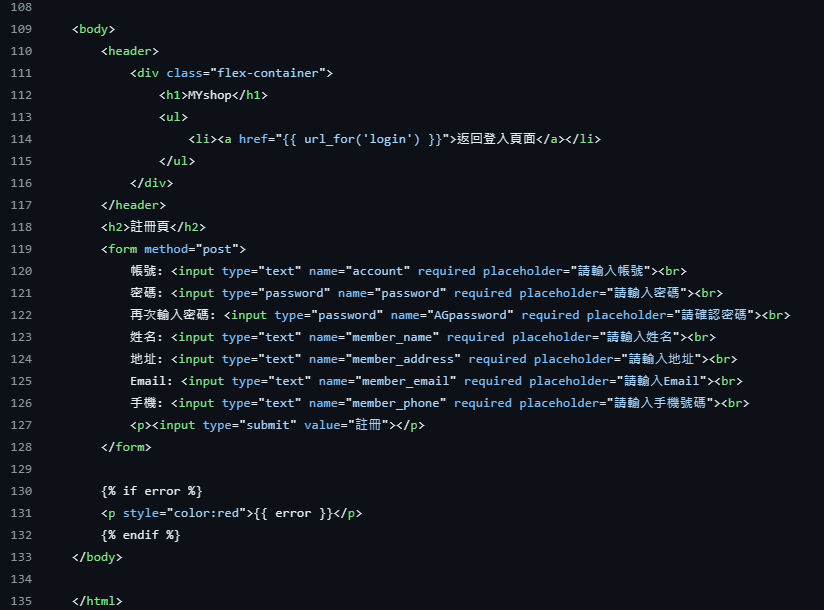 108
109 <body>
110 <header>
111 <div class="flex-container">
112 <h1>MYshop</h1>
113 <ul>
114 <li><a href="{{ url_for('login') }}">返回登入頁面</a></li>
115 </ul>
116 </div>
117 </header>
118 <h2>註冊頁</h2>
119 <form method="post">
120 帳號: <input type="text" name="account" required placeholder="請輸入帳號"><br>
121 密碼: <input type="password" name="password" required placeholder="請輸入密碼"><br>
122 再次輸入密碼: <input type="password" name="AGpassword" required placeholder="請確認密碼"><br>
123 姓名: <input type="text" name="member_name" required placeholder="請輸入姓名"><br>
124 地址: <input type="text" name="member_address" required placeholder="請輸入地址"><br>
125 Email: <input type="text" name="member_email" required placeholder="請輸入Email"><br>
126 手機: <input type="text" name="member_phone" required placeholder="請輸入手機號碼"><br>
127 <p><input type="submit" value="註冊"></p>
128 </form>
129
130 {% if error %}
131 <p style="color:red">{{ error }}</p>
132 {% endif %}
133 </body>
134
135 </html>